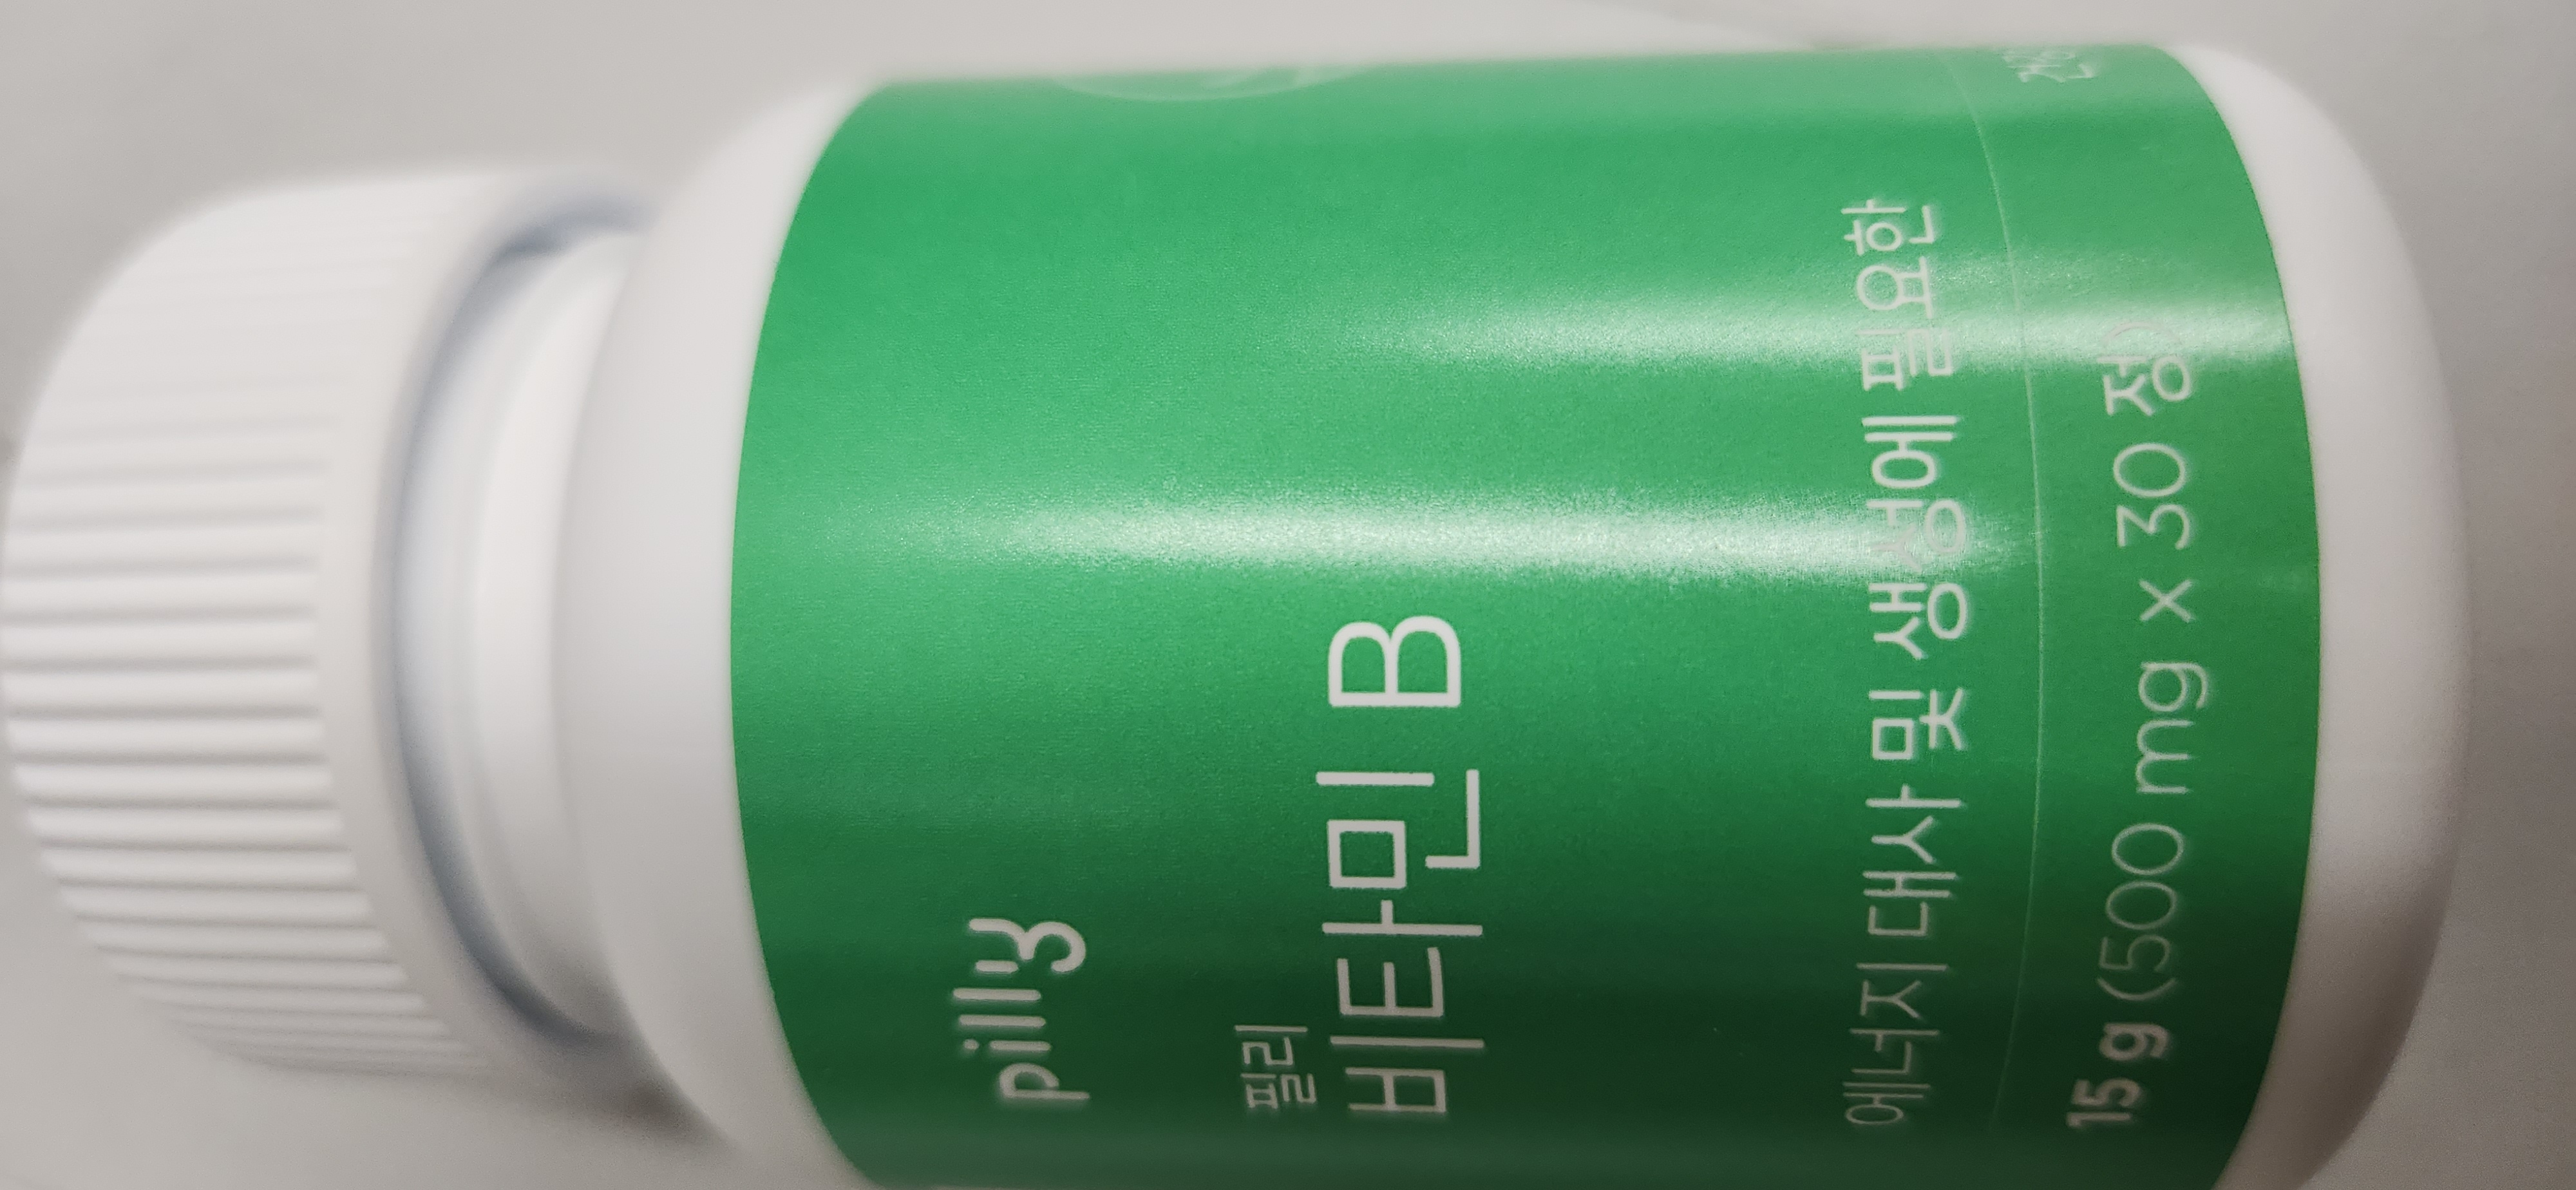 pilly
필리
비타민 B
에너지 대사 및 생성에 필요한
15 g (500 mg x 30 정)